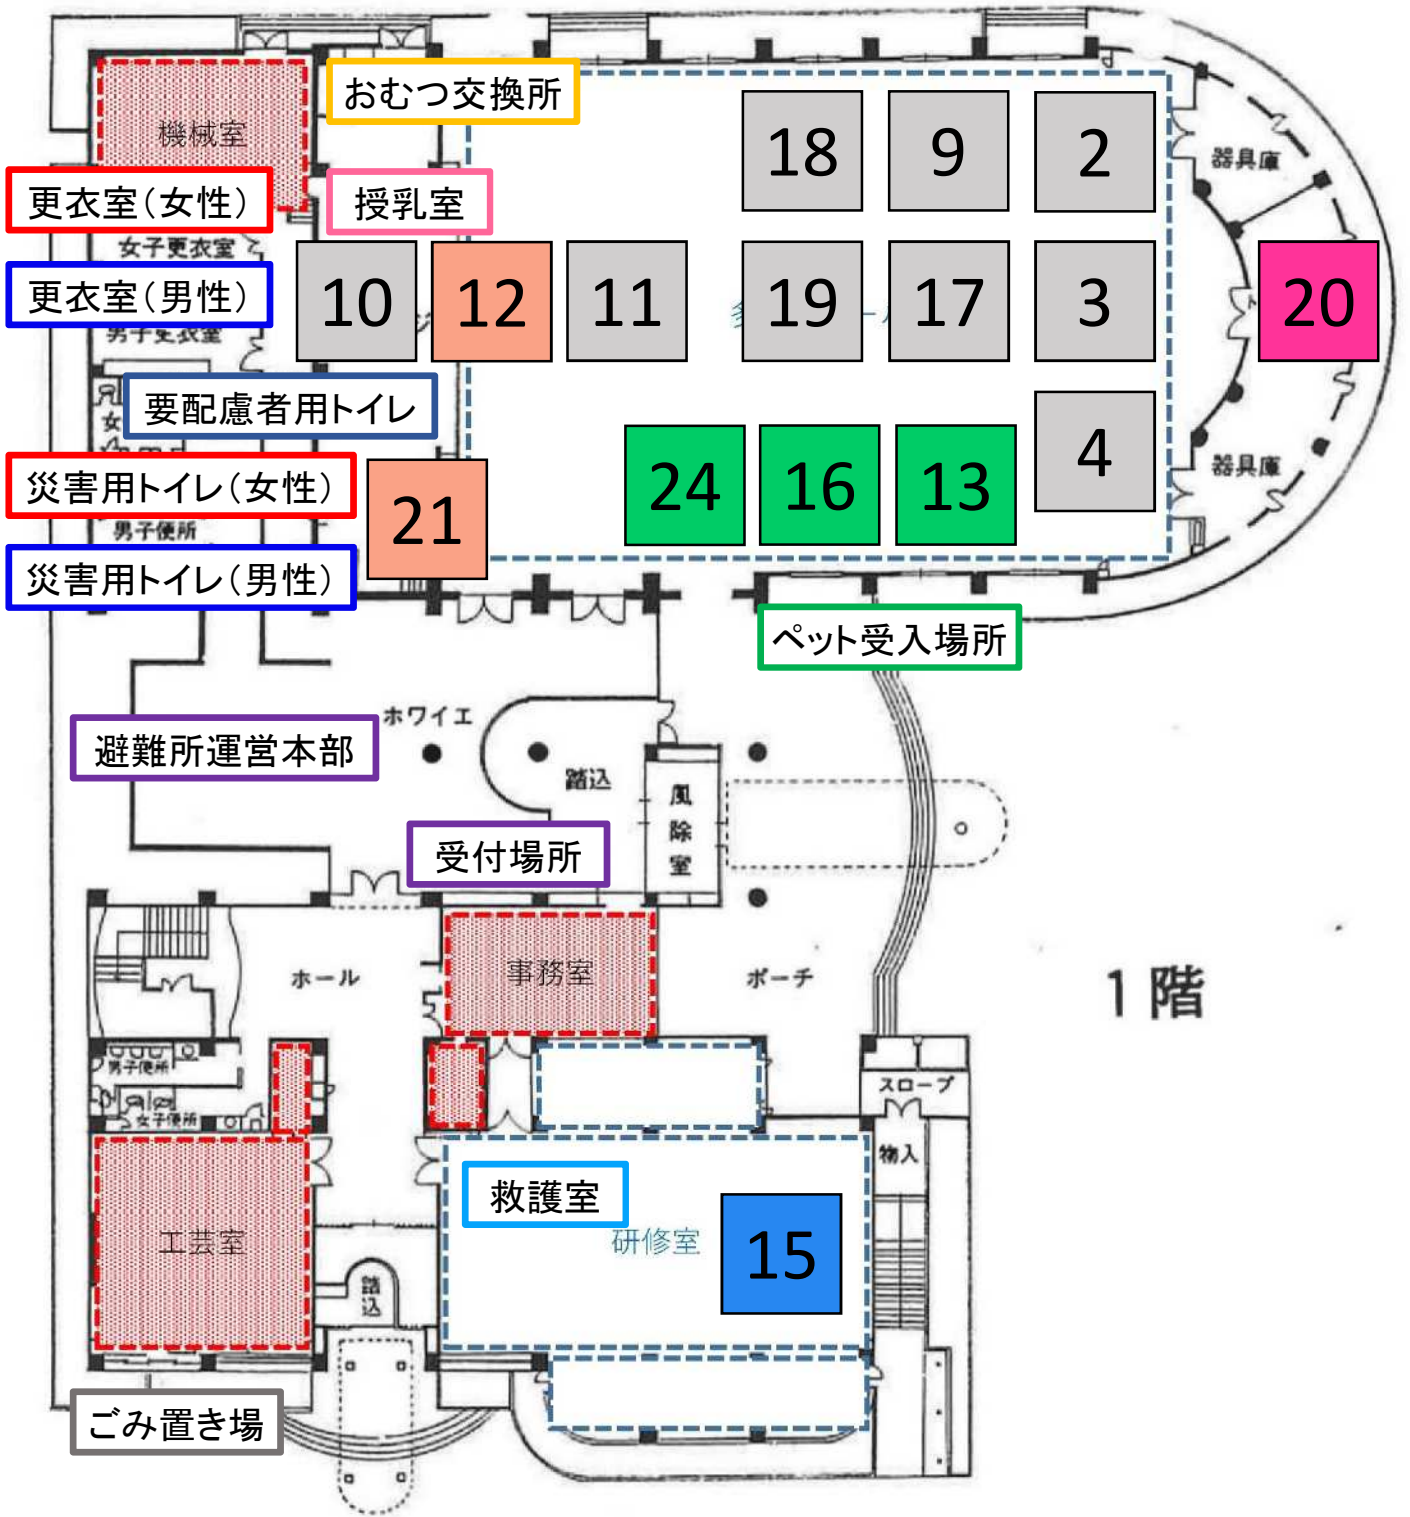 おむつ交換所
機械室
18
9
2
器具庫
更衣室(女性)
授乳室
女子更衣室
更衣室(男性)
10
12
11
19
17
3
20
男子更衣室
要配慮者用トイレ
女
4
器具庫
災害用トイレ(女性)
21
24
16
13
男子便所
災害用トイレ(男性)
ペット受入場所
ホワイエ
避難所運営本部
踏込
風除室
受付場所
ホール
事務室
ポーチ
1階
男子便所
女子便所
スロープ
物入
救護室
研修室
15
工芸室
踏込
ごみ置き場